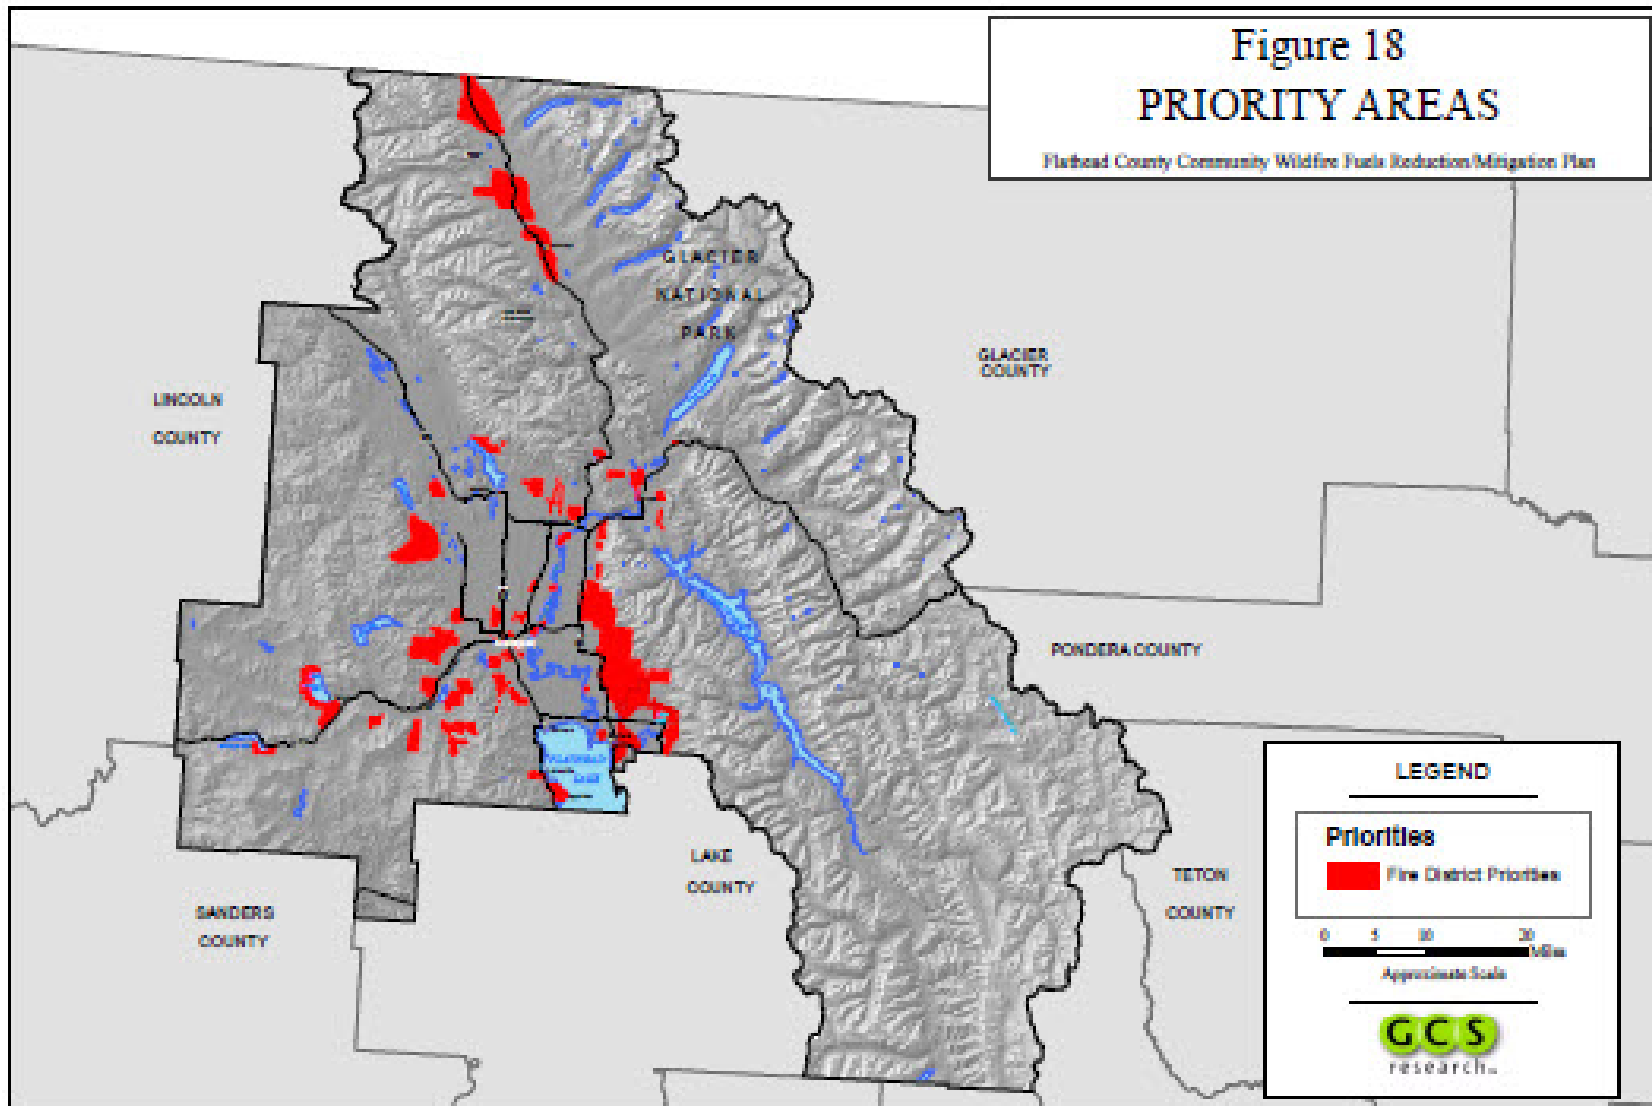 Figure 18
PRIORITY AREAS
Flathead County Community Wildfire Fuels Reduction/Mitigation Plan
GLACIER
NATIONAL
PARK
GLACIER
COUNTY
LINCOLN
COUNTY
PONDERA COUNTY
LAKE
COUNTY
TETON
COUNTY
SANDERS
COUNTY
LEGEND
Priorities
Fire District Priorities
0 5 10 20
Miles
Approximate Scale
GCS
research